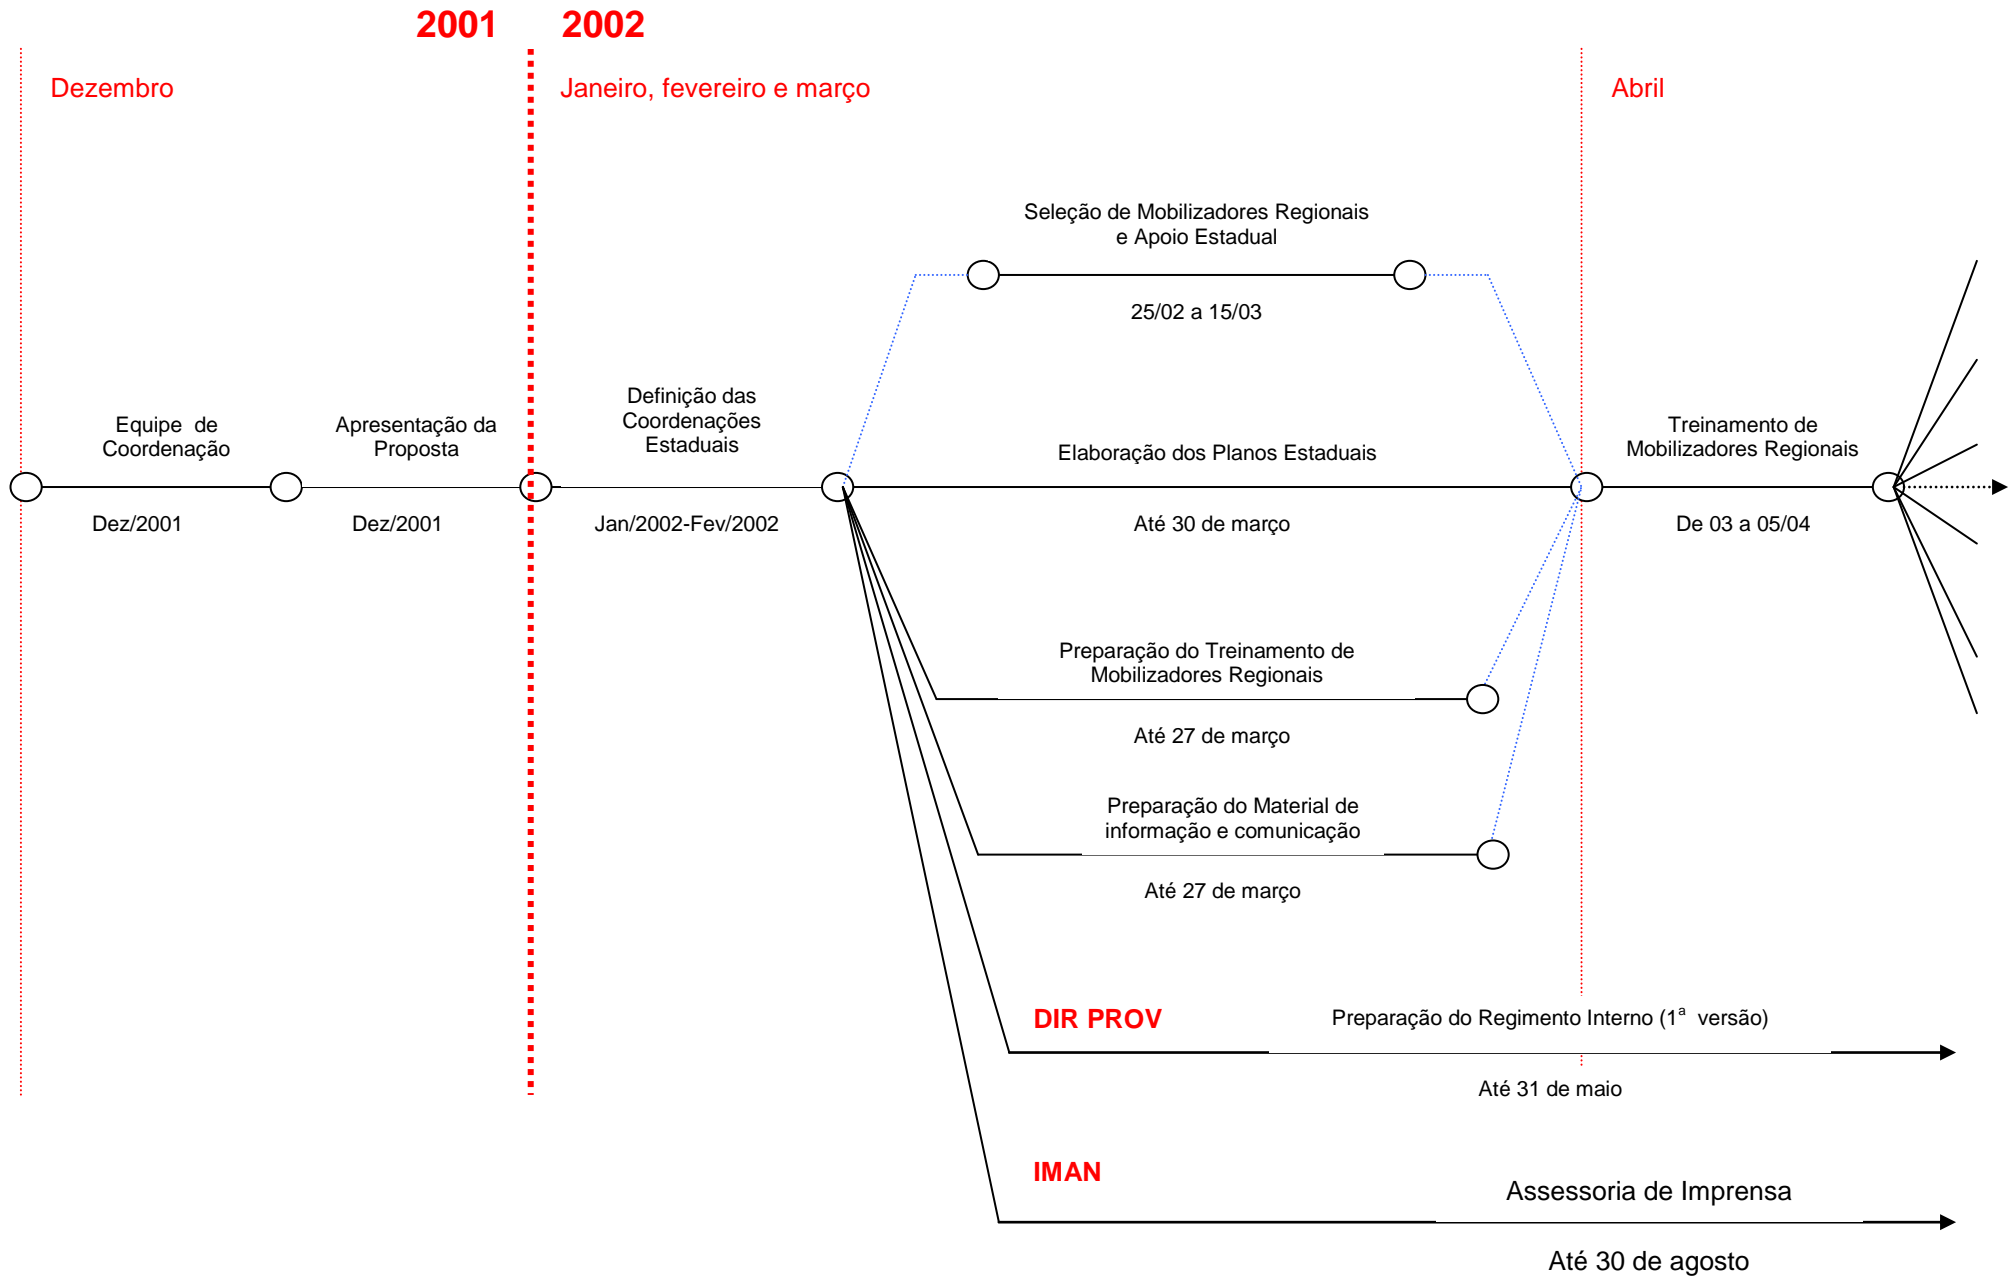 2001
2002
Dezembro
Janeiro, fevereiro e março
Abril
Seleção de Mobilizadores Regionais
e Apoio Estadual
25/02 a 15/03
Equipe de
Coordenação
Dez/2001
Apresentação da
Proposta
Dez/2001
Definição das
Coordenações
Estaduais
Jan/2002-Fev/2002
Elaboração dos Planos Estaduais
Até 30 de março
Treinamento de
Mobilizadores Regionais
De 03 a 05/04
Preparação do Treinamento de
Mobilizadores Regionais
Até 27 de março
Preparação do Material de
informação e comunicação
Até 27 de março
DIR PROV
Preparação do Regimento Interno (1ª versão)
Até 31 de maio
IMAN
Assessoria de Imprensa
Até 30 de agosto